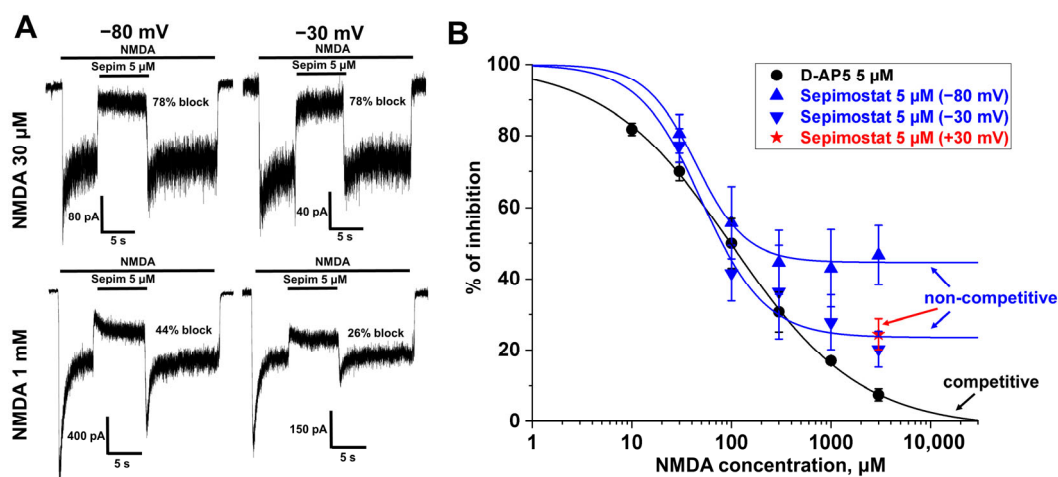 A
−80 mV
−30 mV
NMDA
NMDA
Sepim 5 µM
Sepim 5 µM
78% block
78% block
NMDA 30 µM
80 pA
5 s
40 pA
5 s
NMDA
NMDA
Sepim 5 µM
Sepim 5 µM
44% block
26% block
NMDA 1 mM
400 pA
5 s
150 pA
5 s
B
D-AP5 5 µM
Sepimostat 5 µM (−80 mV)
Sepimostat 5 µM (−30 mV)
Sepimostat 5 µM (+30 mV)
100
80
60
40
20
0
% of inhibition
non-competitive
competitive
1
10
100
1000
10,000
NMDA concentration, µM